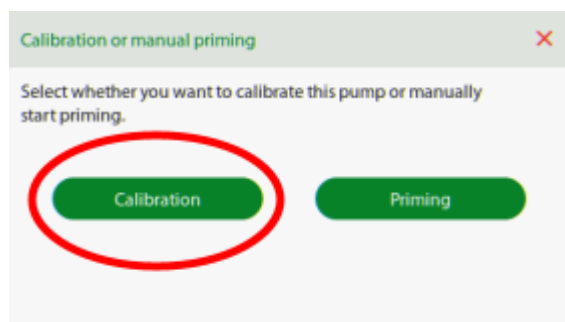 Calibration or manual priming
Select whether you want to calibrate this pump or manually
start priming.
Calibration
Priming